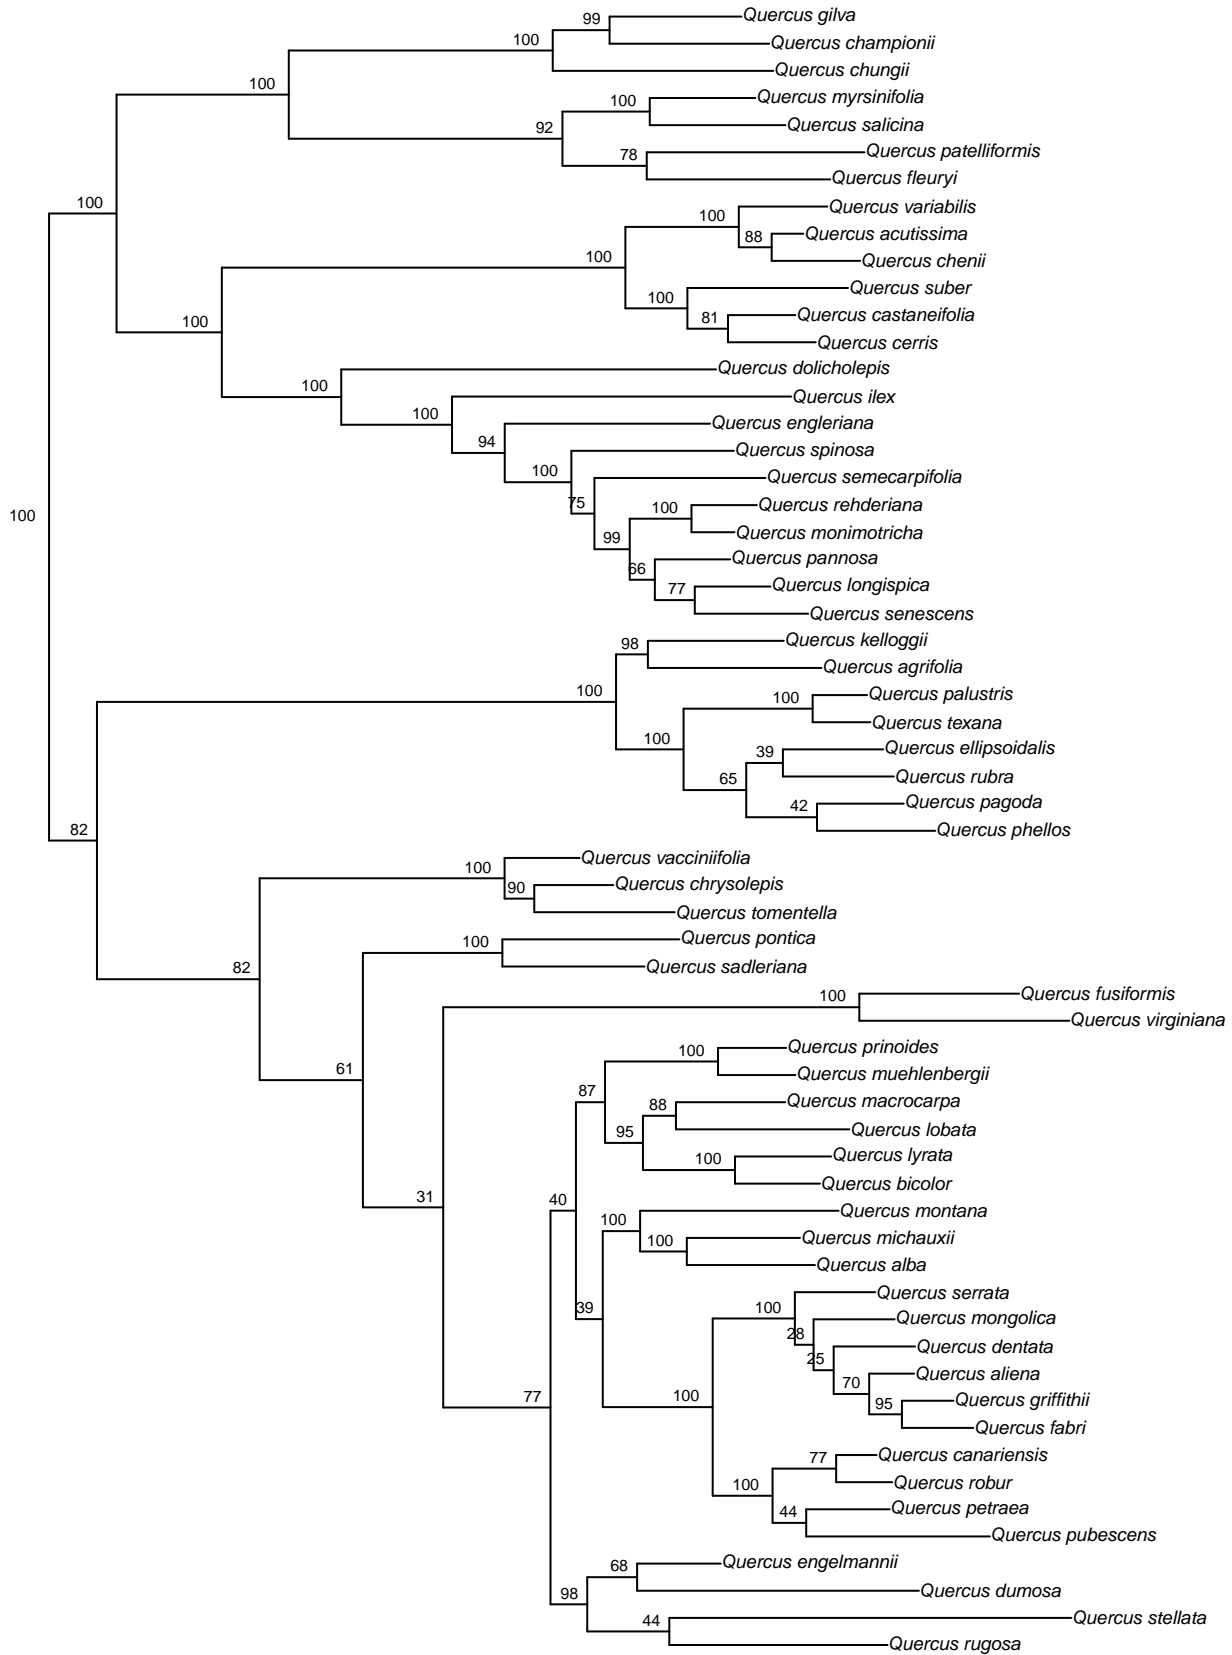 99
Quercus gilva
100
Quercus championii
Quercus chungii
100
100
Quercus myrsinifolia
92
Quercus salicina
78
Quercus patelliformis
Quercus fleuryi
100
100
Quercus variabilis
88
Quercus acutissima
100
Quercus chenii
100
Quercus suber
81
Quercus castaneifolia
100
Quercus cerris
Quercus dolicholepis
100
Quercus ilex
100
Quercus engleriana
94
Quercus spinosa
100
Quercus semecarpifolia
75
100
Quercus rehderiana
100
99
Quercus monimotricha
66
Quercus pannosa
77
Quercus longispica
Quercus senescens
98
Quercus kelloggii
Quercus agrifolia
100
100
Quercus palustris
100
Quercus texana
39
Quercus ellipsoidalis
65
Quercus rubra
42
Quercus pagoda
82
Quercus phellos
100
Quercus vacciniifolia
90
Quercus chrysolepis
Quercus tomentella
100
Quercus pontica
82
Quercus sadleriana
100
Quercus fusiformis
Quercus virginiana
61
100
Quercus prinoides
87
Quercus muehlenbergii
88
Quercus macrocarpa
95
Quercus lobata
100
Quercus lyrata
31
40
Quercus bicolor
100
Quercus montana
100
Quercus michauxii
Quercus alba
39
100
Quercus serrata
28
Quercus mongolica
25
Quercus dentata
77
100
70
Quercus aliena
95
Quercus griffithii
Quercus fabri
77
Quercus canariensis
100
Quercus robur
44
Quercus petraea
Quercus pubescens
98
68
Quercus engelmannii
Quercus dumosa
44
Quercus stellata
Quercus rugosa